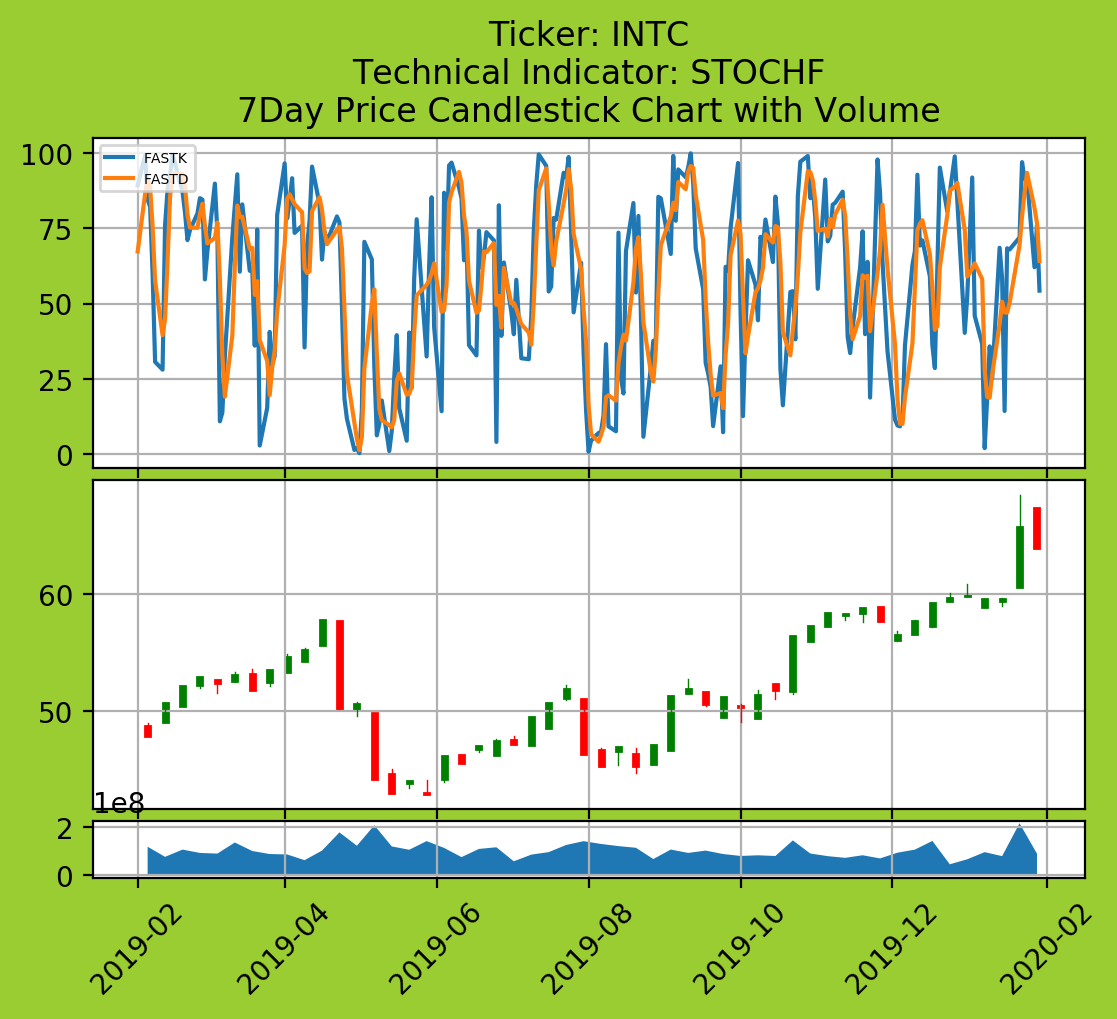 Ticker: INTC
Technical Indicator: STOCHF
7Day Price Candlestick Chart with Volume
100
75
50
25
0
FASTK
FASTD
60
50
1e8
2
0
2019-02
2019-04
2019-06
2019-08
2019-10
2019-12
2020-02